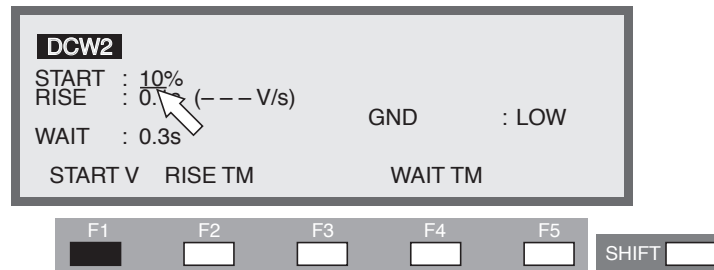 DCW2
START : 10%
RISE : 0. s (– – – V/s)
GND : LOW
WAIT : 0.3s
START V RISE TM WAIT TM
F1 F2 F3 F4 F5
SHIFT